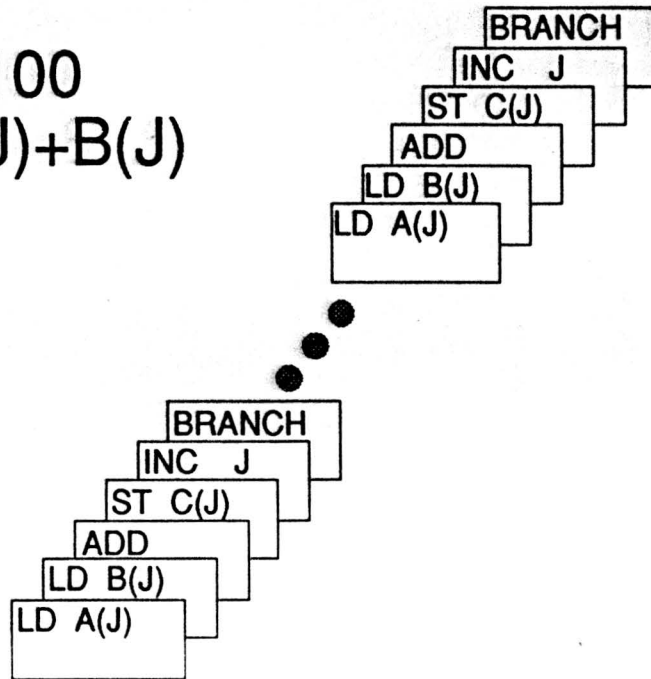 00
J)+B(J)
BRANCH
INC J
ST C(J)
ADD
LD B(J)
LD A(J)
BRANCH
INC J
ST C(J)
ADD
LD B(J)
LD A(J)